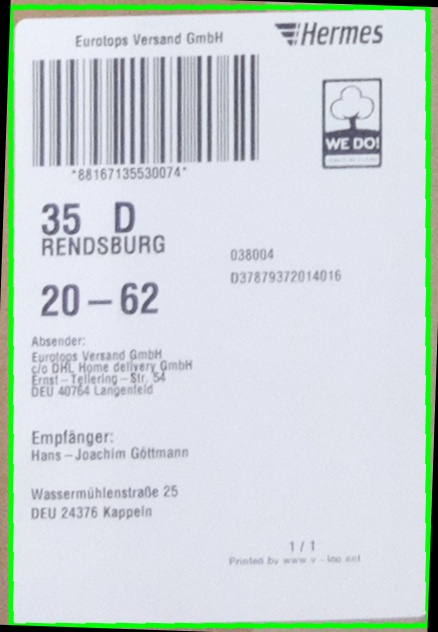 Eurotops Versand GmbH
Hermes
*88167135530074*
WE DO!
35 D
RENDSBURG
038004
D37879372014016
20-62
Absender:
Eurotops Versand GmbH
c/o DHL Home delivery GmbH
Ernst-Tellering-Str. 54
DEU 40764 Langenfeld
Empfänger:
Hans-Joachim Göttmann
Wassermühlenstraße 25
DEU 24376 Kappeln
1/1
Printed by www